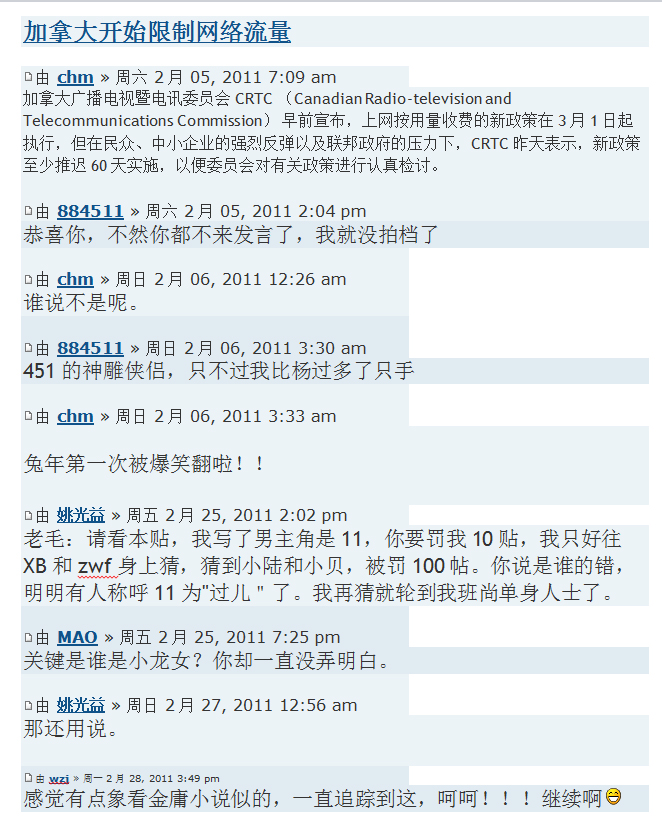 加拿大开始限制网络流量
由 chm » 周六 2月 05, 2011 7:09 am
加拿大广播电视暨电讯委员会 CRTC （Canadian Radio-television and
Telecommunications Commission） 早前宣布，上网按用量收费的新政策在 3 月 1 日起
执行，但在民众、中小企业的强烈反弹以及联邦政府的压力下，CRTC 昨天表示，新政策
至少推迟 60 天实施，以便委员会对有关政策进行认真检讨。
由 884511 » 周六 2月 05, 2011 2:04 pm
恭喜你，不然你都不来发言了，我就没拍档了
由 chm » 周日 2月 06, 2011 12:26 am
谁说不是呢。
由 884511 » 周日 2月 06, 2011 3:30 am
451 的神雕侠侣，只不过我比杨过多了只手
由 chm » 周日 2月 06, 2011 3:33 am
兔年第一次被爆笑翻啦！！
由 姚光益 » 周五 2月 25, 2011 2:02 pm
老毛：请看本贴，我写了男主角是 11，你要罚我 10 贴，我只好往
XB 和 zwf 身上猜，猜到小陆和小贝，被罚 100 帖。你说是谁的错，
明明有人称呼 11 为"过儿＂了。我再猜就轮到我班尚单身人士了。
由 MAO » 周五 2月 25, 2011 7:25 pm
关键是谁是小龙女？你却一直没弄明白。
由 姚光益 » 周日 2月 27, 2011 12:56 am
那还用说。
由 wzj » 周一 2月 28, 2011 3:49 pm
感觉有点象看金庸小说似的，一直追踪到这，呵呵！！！继续啊